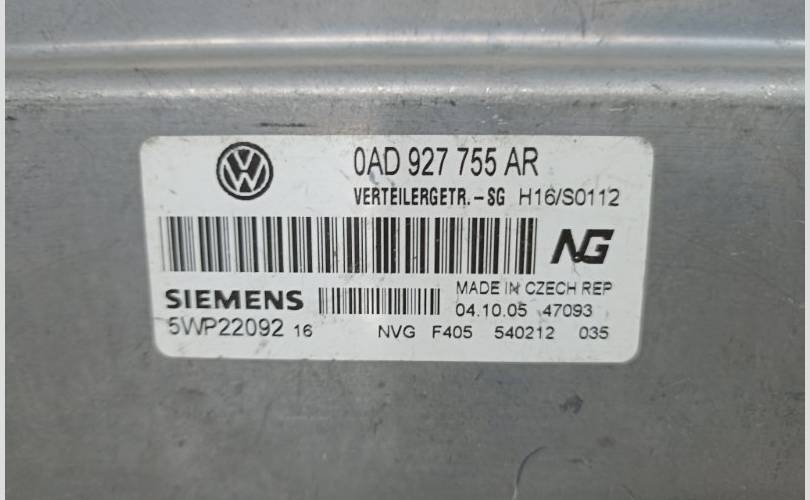 VW
0AD 927 755 AR
VERTEILERGETR.-SG H16/S0112
NG
SIEMENS
MADE IN CZECH REP
04.10.05 47093
5WP22092 16
NVG F405 540212 035